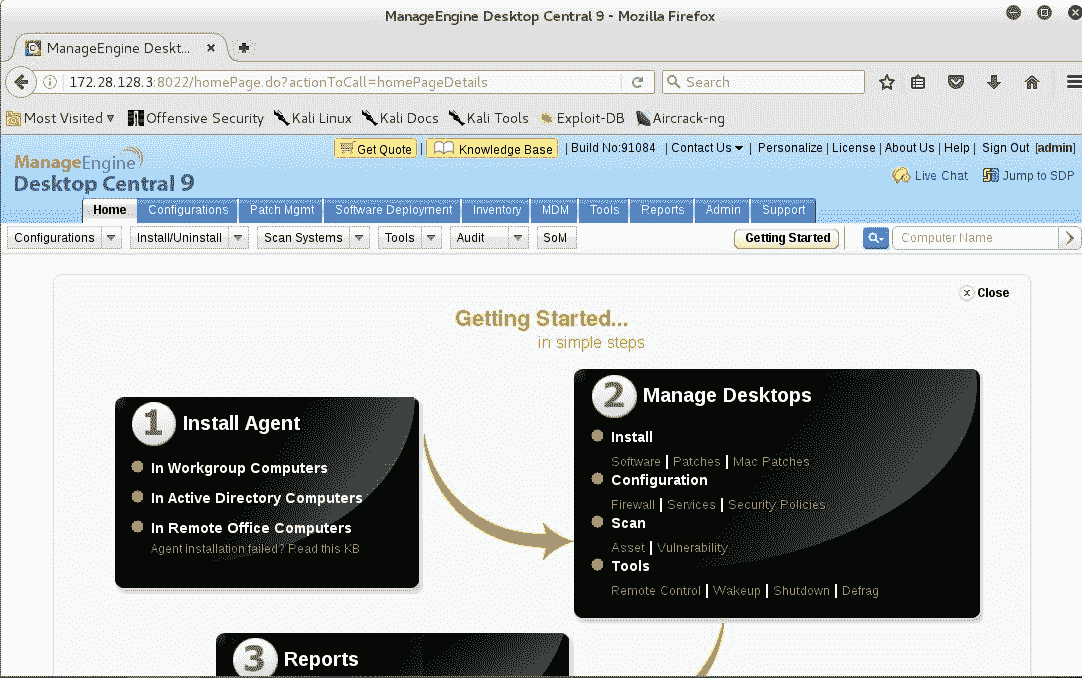 ManageEngine Desktop Central 9 - Mozilla Firefox
ManageEngine Deskt...
172.28.128.3:8022/homePage.do?actionToCall=homePageDetails
Search
Most Visited
Offensive Security
Kali Linux
Kali Docs
Kali Tools
Exploit-DB
Aircrack-ng
Get Quote | Knowledge Base | Build No:91084 | Contact Us | Personalize | License | About Us | Help | Sign Out [admin]
ManageEngine
Desktop Central 9
Live Chat
Jump to SDP
Home
Configurations
Patch Mgmt
Software Deployment
Inventory
MDM
Tools
Reports
Admin
Support
Configurations
Install/Uninstall
Scan Systems
Tools
Audit
SoM
Getting Started
Computer Name
Close
Getting Started...
in simple steps
1 Install Agent
In Workgroup Computers
In Active Directory Computers
In Remote Office Computers
Agent installation failed? Read this KB
2 Manage Desktops
Install
Software | Patches | Mac Patches
Configuration
Firewall | Services | Security Policies
Scan
Asset | Vulnerability
Tools
Remote Control | Wakeup | Shutdown | Defrag
3 Reports